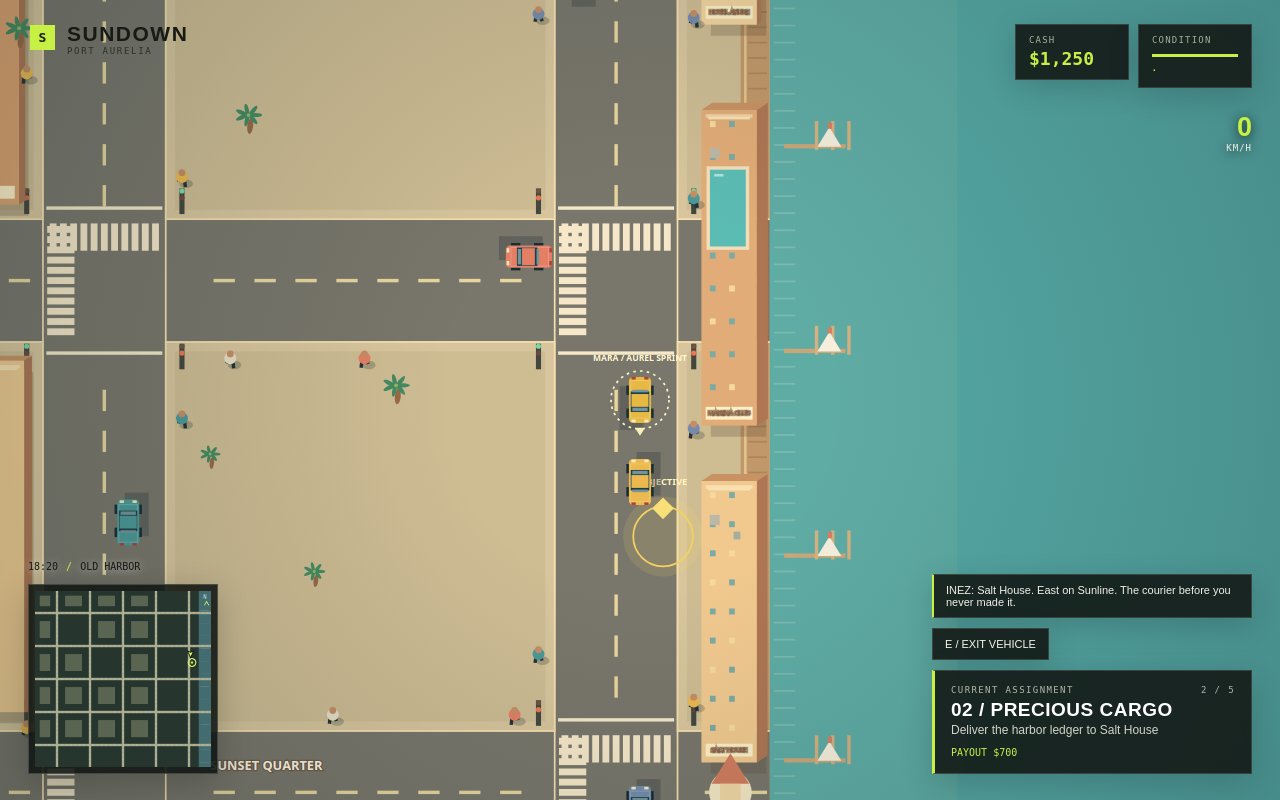 S
SUNDOWN
PORT AURELIA
CASH
$1,250
CONDITION
0
KM/H
MARA / AUREL SPRINT
JECTIVE
18:20 / OLD HARBOR
N
UNSET QUARTER
INEZ: Salt House. East on Sunline. The courier before you
never made it.
E / EXIT VEHICLE
CURRENT ASSIGNMENT
2 / 5
02 / PRECIOUS CARGO
Deliver the harbor ledger to Salt House
PAYOUT $700